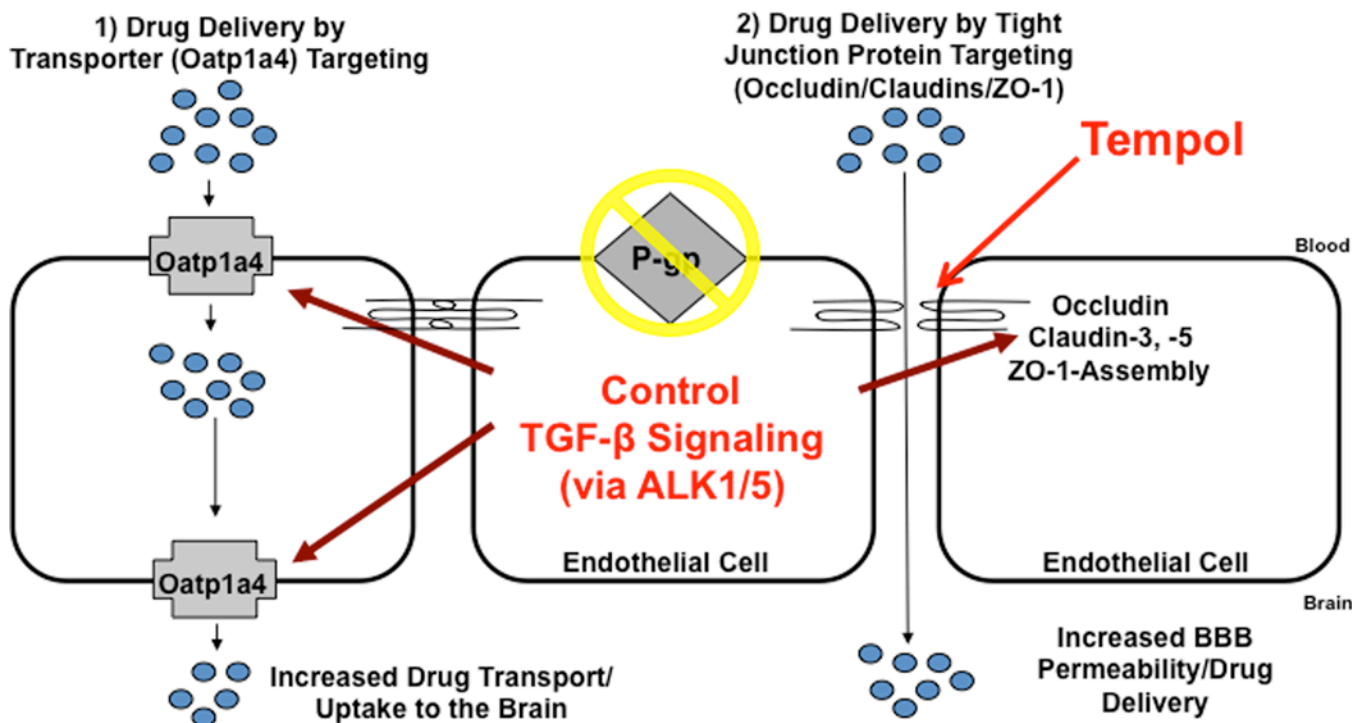 1) Drug Delivery by
Transporter (Oatp1a4) Targeting
2) Drug Delivery by Tight
Junction Protein Targeting
(Occludin/Claudins/ZO-1)
Tempol
Oatp1a4
P-gp
Blood
Occludin
Claudin-3, -5
ZO-1-Assembly
Control
TGF-β Signaling
(via ALK1/5)
Oatp1a4
Endothelial Cell
Endothelial Cell
Brain
Increased Drug Transport/
Uptake to the Brain
Increased BBB
Permeability/Drug
Delivery